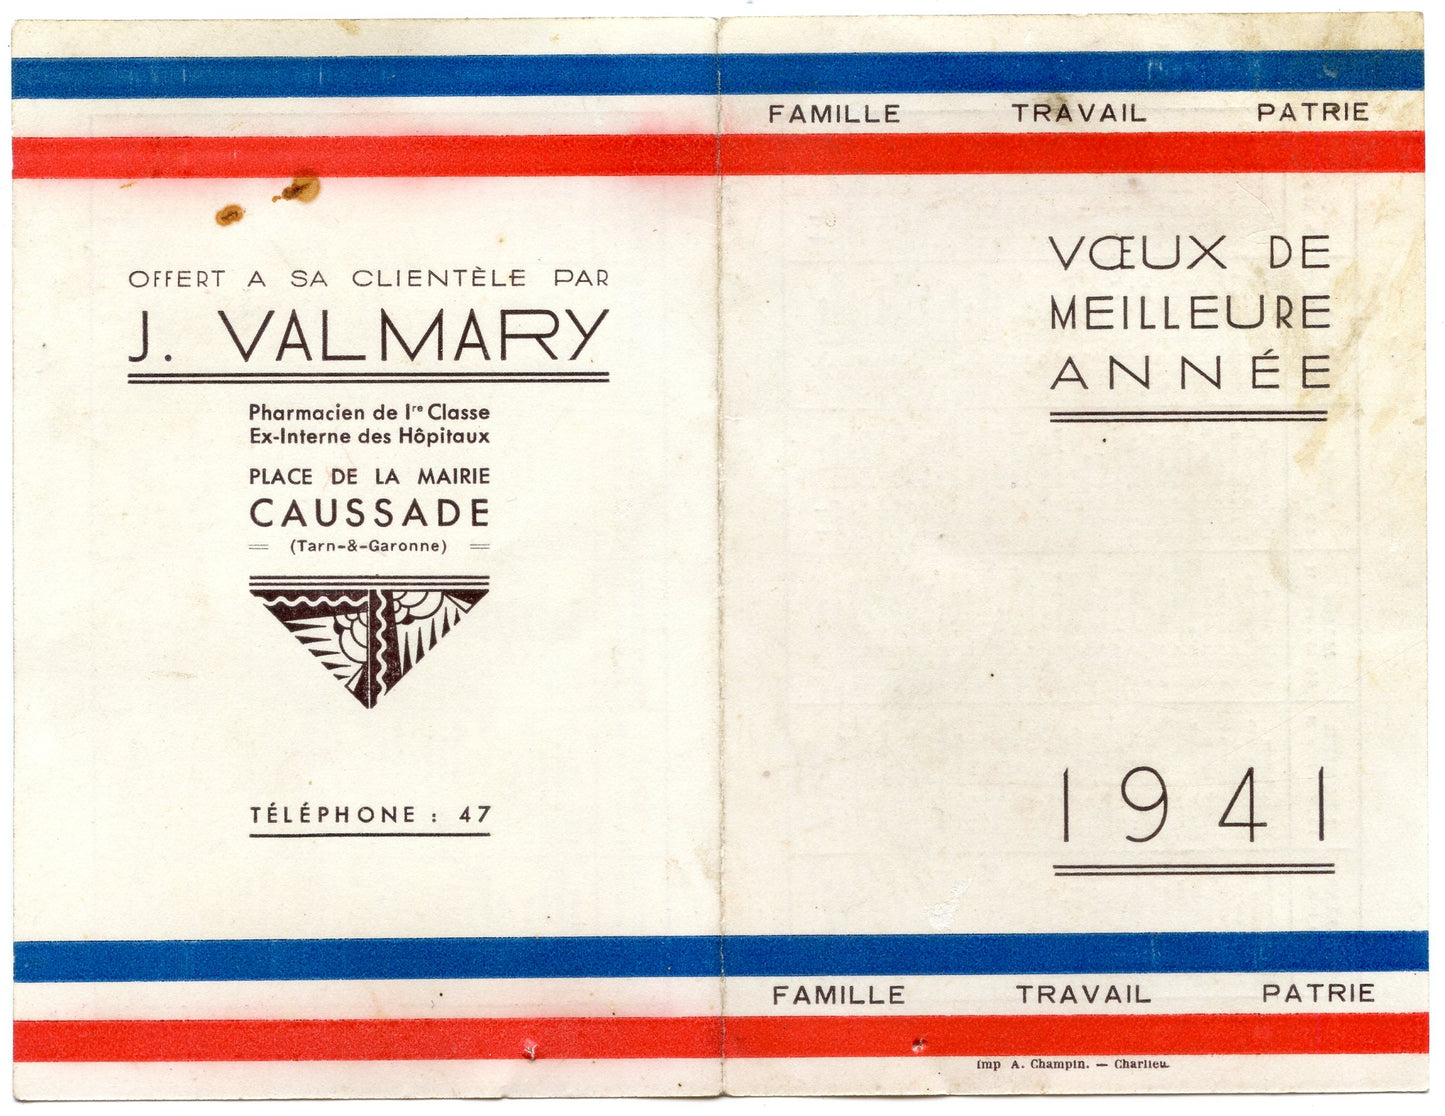 OFFERT A SA CLIENTÈLE PAR
J. VALMARY
Pharmacien de 1re Classe
Ex-Interne des Hôpitaux
PLACE DE LA MAIRIE
CAUSSADE
(Tarn-&-Garonne)
TÉLÉPHONE : 47
FAMILLE TRAVAIL PATRIE
VŒUX DE
MEILLEURE
ANNÉE
1941
FAMILLE TRAVAIL PATRIE
Imp A. Champin. — Charlieu.